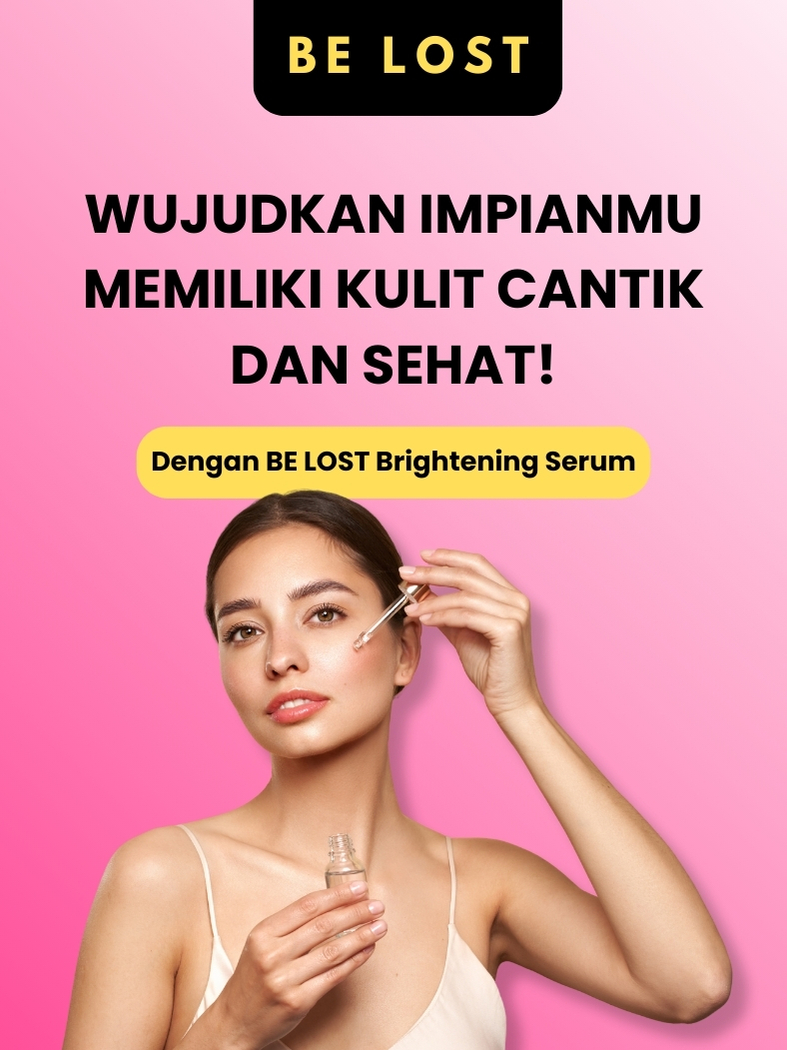 BE LOST
WUJUDKAN IMPIANMU
MEMILIKI KULIT CANTIK
DAN SEHAT!
Dengan BE LOST Brightening Serum